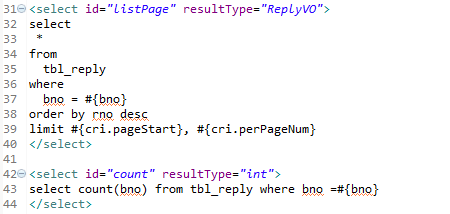 31 <select id="listPage" resultType="ReplyVO">
32 select
33  *
34 from
35   tbl_reply
36 where
37   bno = #{bno}
38 order by rno desc
39 limit #{cri.pageStart}, #{cri.perPageNum}
40 </select>
41
42 <select id="count" resultType="int">
43 select count(bno) from tbl_reply where bno =#{bno}
44 </select>